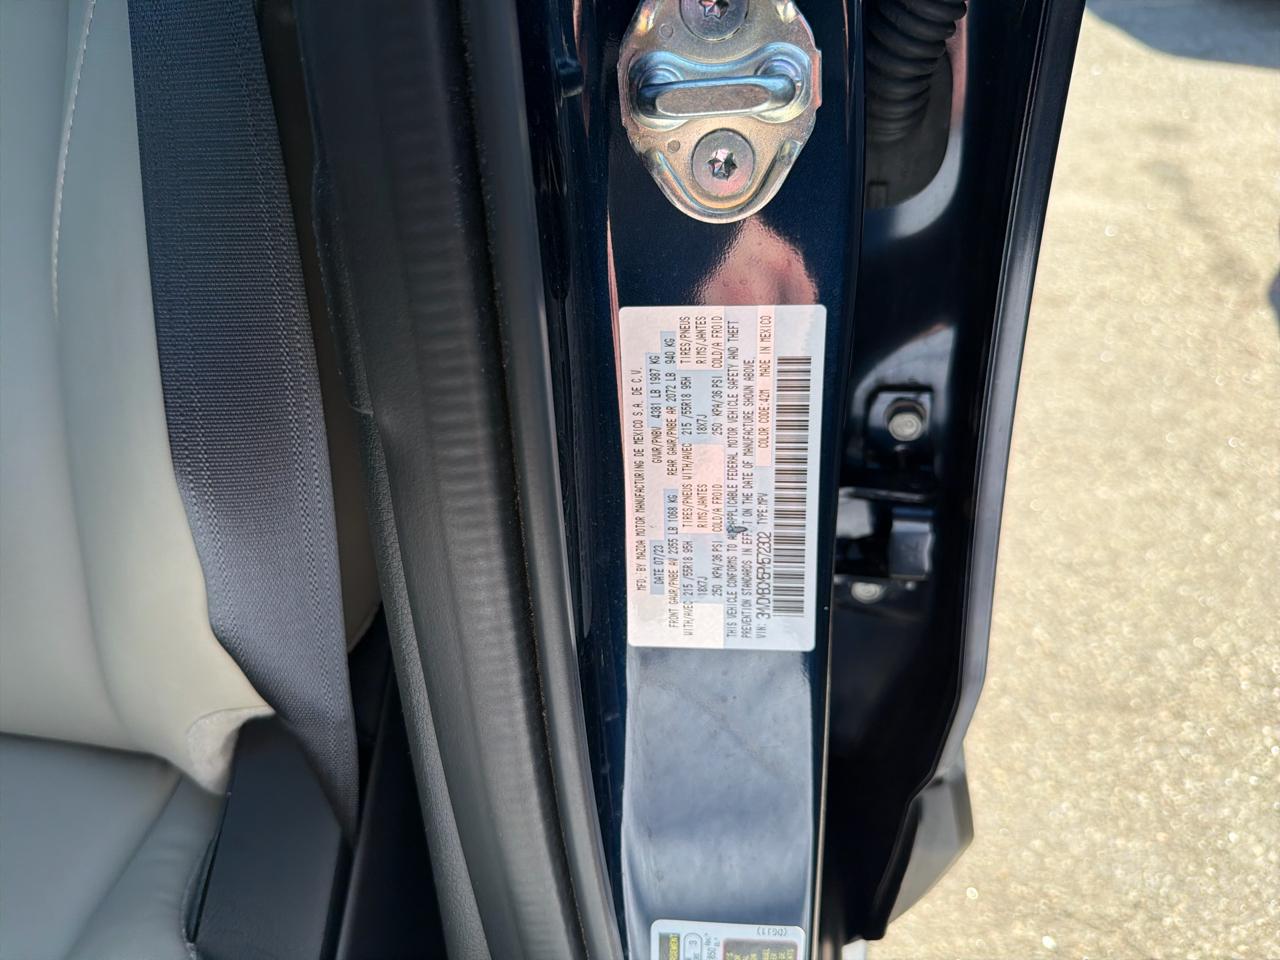 MFD. BY MAZDA MOTOR MANUFACTURING DE MEXICO S.A. DE C.V.
DATE 07/23 GVWR/PNBV 4381 LB 1987 KG
FRONT GAWR/PNBE AV 2355 LB 1068 KG REAR GAWR/PNBE AR 2072 LB 940 KG
WITH/AVEC 215 /55R18 95H TIRES/PNEUS WITH/AVEC 215 /55R18 95H TIRES/PNEUS
18X7J RIMS/JANTES 18X7J RIMS/JANTES
250 KPA/36 PSI COLD/A FROID 250 KPA/36 PSI COLD/A FROID
THIS VEHICLE CONFORMS TO APPLICABLE FEDERAL MOTOR VEHICLE SAFETY AND THEFT
PREVENTION STANDARDS IN EFFECT ON THE DATE OF MANUFACTURE SHOWN ABOVE.
VIN: TYPE:MPV COLOR CODE:42M MADE IN MEXICO
(DG11)